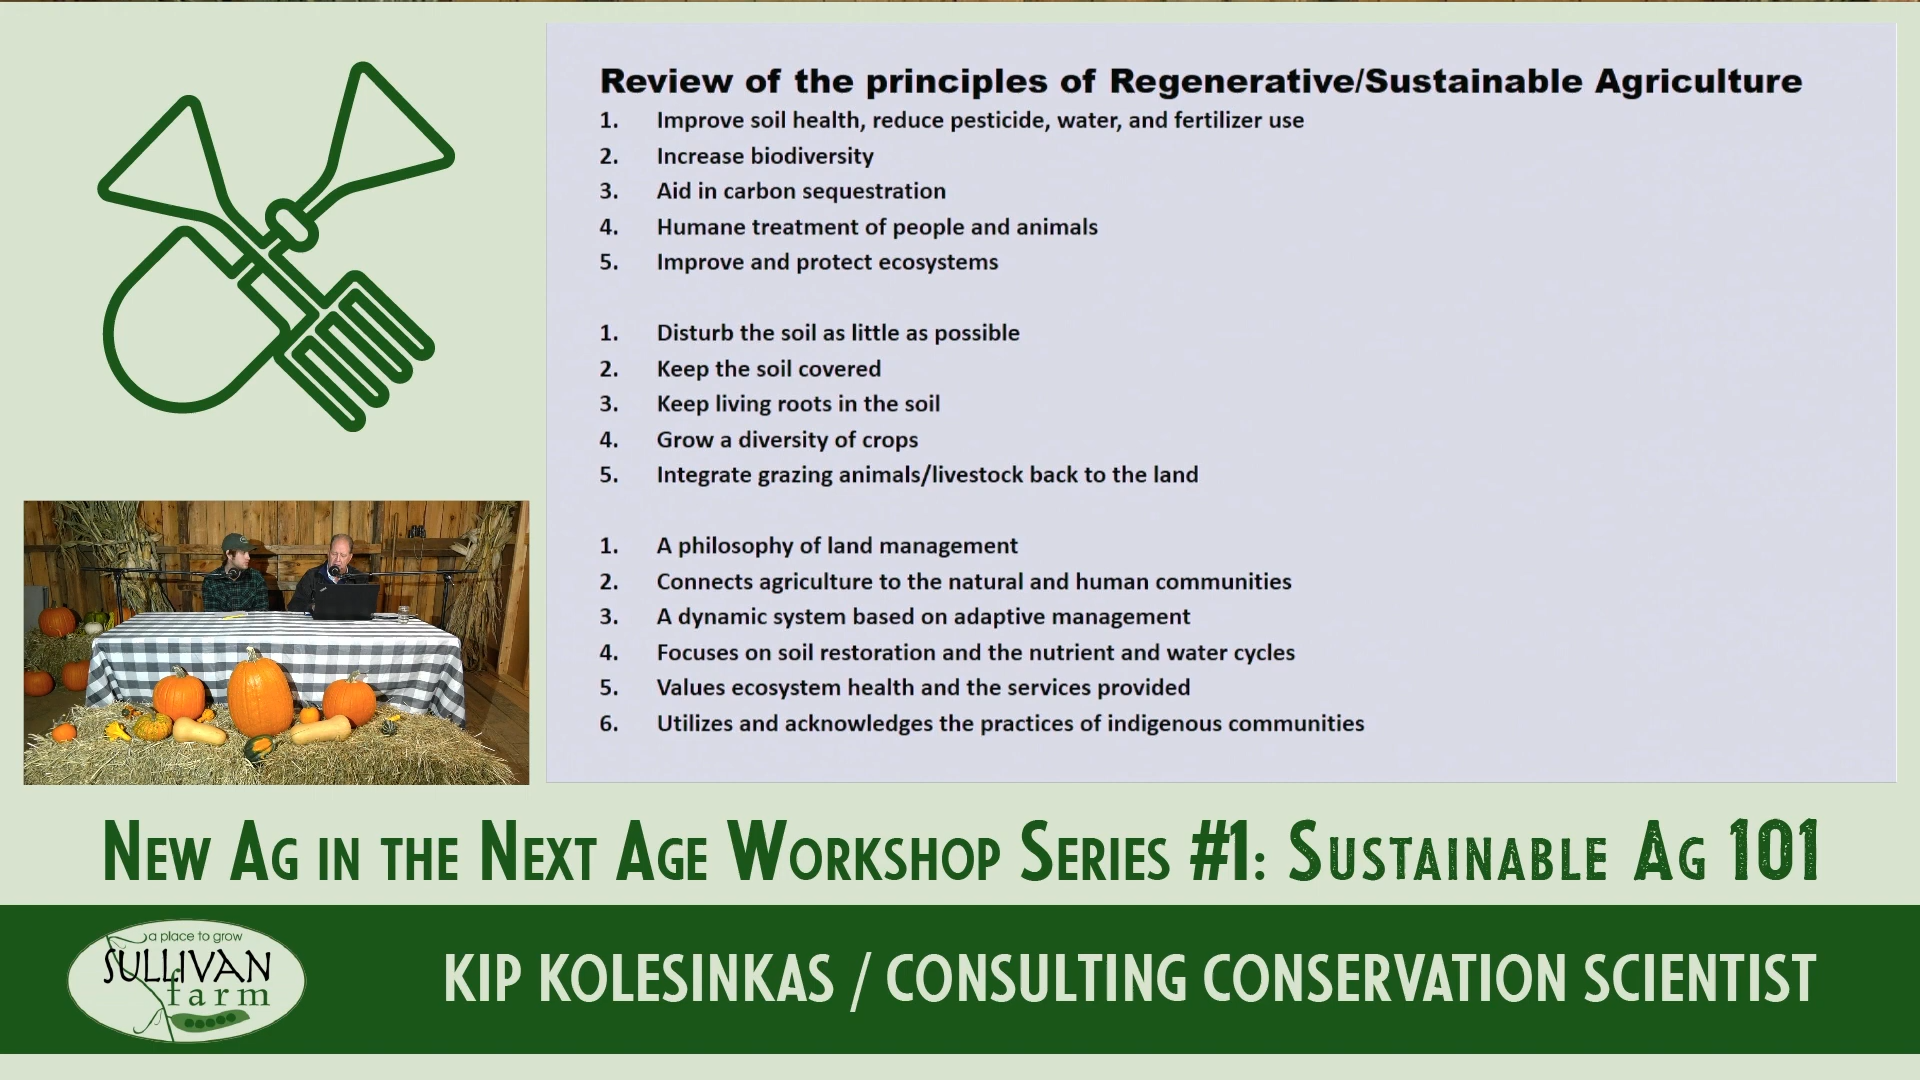 Review of the principles of Regenerative/Sustainable Agriculture
1. Improve soil health, reduce pesticide, water, and fertilizer use
2. Increase biodiversity
3. Aid in carbon sequestration
4. Humane treatment of people and animals
5. Improve and protect ecosystems
1. Disturb the soil as little as possible
2. Keep the soil covered
3. Keep living roots in the soil
4. Grow a diversity of crops
5. Integrate grazing animals/livestock back to the land
1. A philosophy of land management
2. Connects agriculture to the natural and human communities
3. A dynamic system based on adaptive management
4. Focuses on soil restoration and the nutrient and water cycles
5. Values ecosystem health and the services provided
6. Utilizes and acknowledges the practices of indigenous communities
New Ag in the Next Age Workshop Series #1: Sustainable Ag 101
a place to grow
SULLIVAN
farm
KIP KOLESINKAS / CONSULTING CONSERVATION SCIENTIST